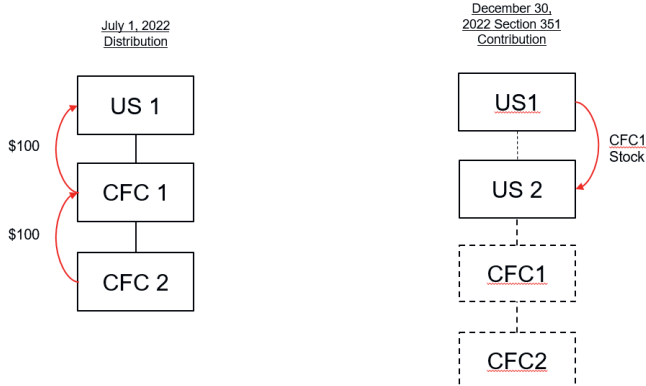 July 1, 2022
Distribution
US 1
$100
CFC 1
$100
CFC 2
December 30,
2022 Section 351
Contribution
US1
CFC1
Stock
US 2
CFC1
CFC2